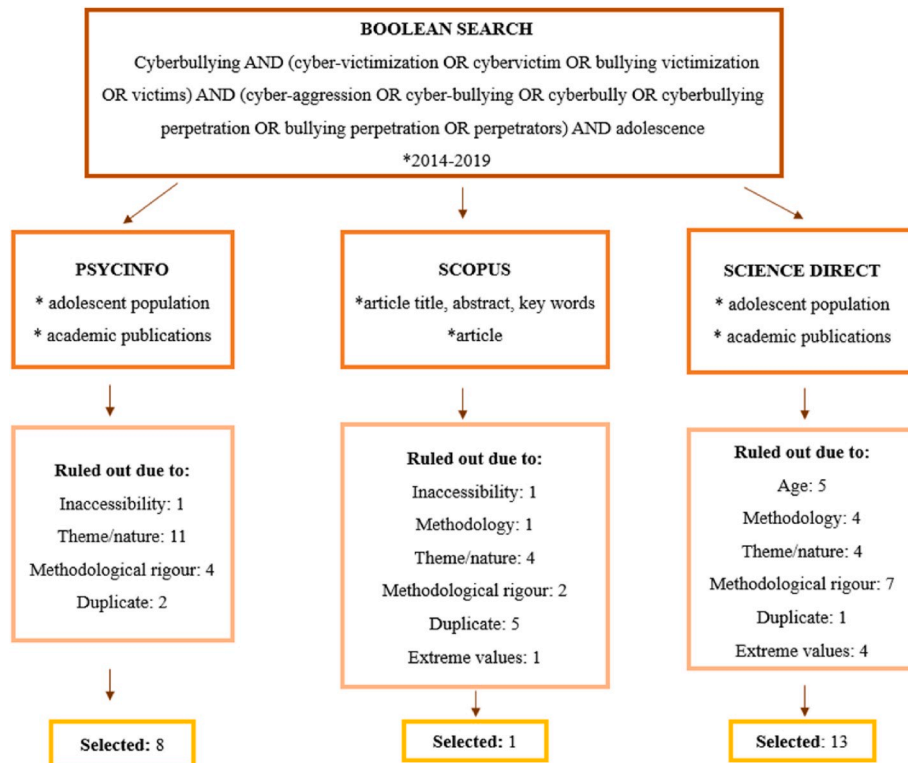 BOOLEAN SEARCH
Cyberbullying AND (cyber-victimization OR cybervictim OR bullying victimization
OR victims) AND (cyber-aggression OR cyber-bullying OR cyberbully OR cyberbullying
perpetration OR bullying perpetration OR perpetrators) AND adolescence
*2014-2019
PSYCINFO
* adolescent population
* academic publications
SCOPUS
*article title, abstract, key words
*article
SCIENCE DIRECT
* adolescent population
* academic publications
Ruled out due to:
Inaccessibility: 1
Theme/nature: 11
Methodological rigour: 4
Duplicate: 2
Ruled out due to:
Inaccessibility: 1
Methodology: 1
Theme/nature: 4
Methodological rigour: 2
Duplicate: 5
Extreme values: 1
Ruled out due to:
Age: 5
Methodology: 4
Theme/nature: 4
Methodological rigour: 7
Duplicate: 1
Extreme values: 4
Selected: 8
Selected: 1
Selected: 13